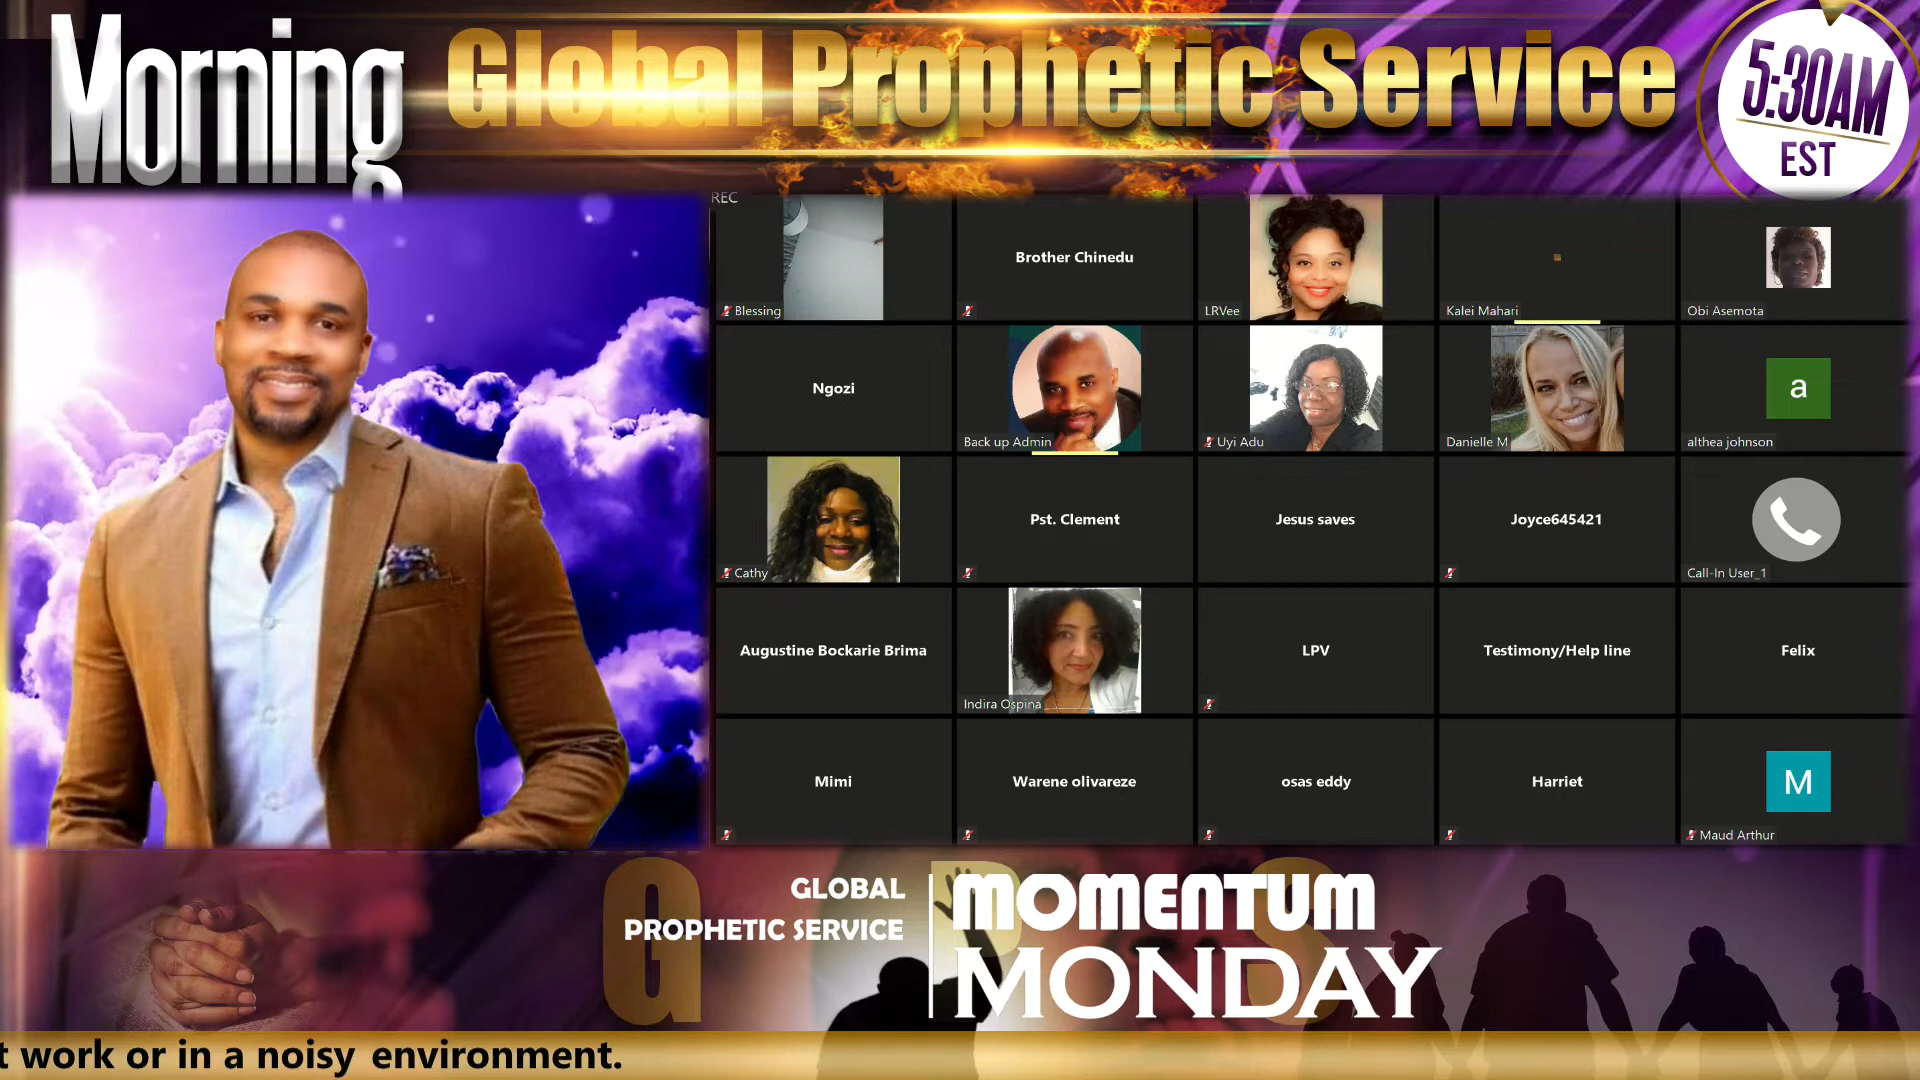 Morning
Global Prophetic Service
5:30AM
EST
REC
Blessing
Brother Chinedu
LRVee
Kalei Mahari
Obi Asemota
Ngozi
Back up Admin
Uyi Adu
Danielle M
a
althea johnson
Cathy
Pst. Clement
Jesus saves
Joyce645421
Call-In User_1
Augustine Bockarie Brima
Indira Ospina
LPV
Testimony/Help line
Felix
Mimi
Warene olivareze
osas eddy
Harriet
M
Maud Arthur
G P S
GLOBAL
PROPHETIC SERVICE
MOMENTUM
MONDAY
t work or in a noisy environment.